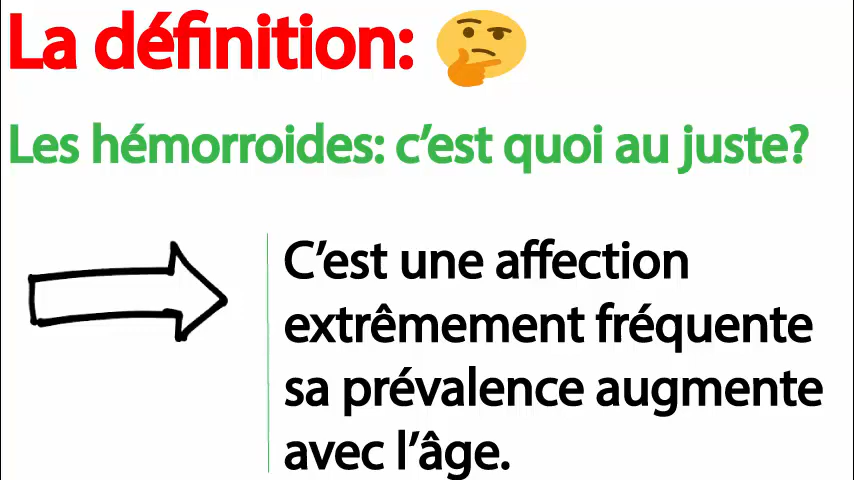 La définition:
Les hémorroides: c’est quoi au juste?
C’est une affection
extrêmement fréquente
sa prévalence augmente
avec l’âge.